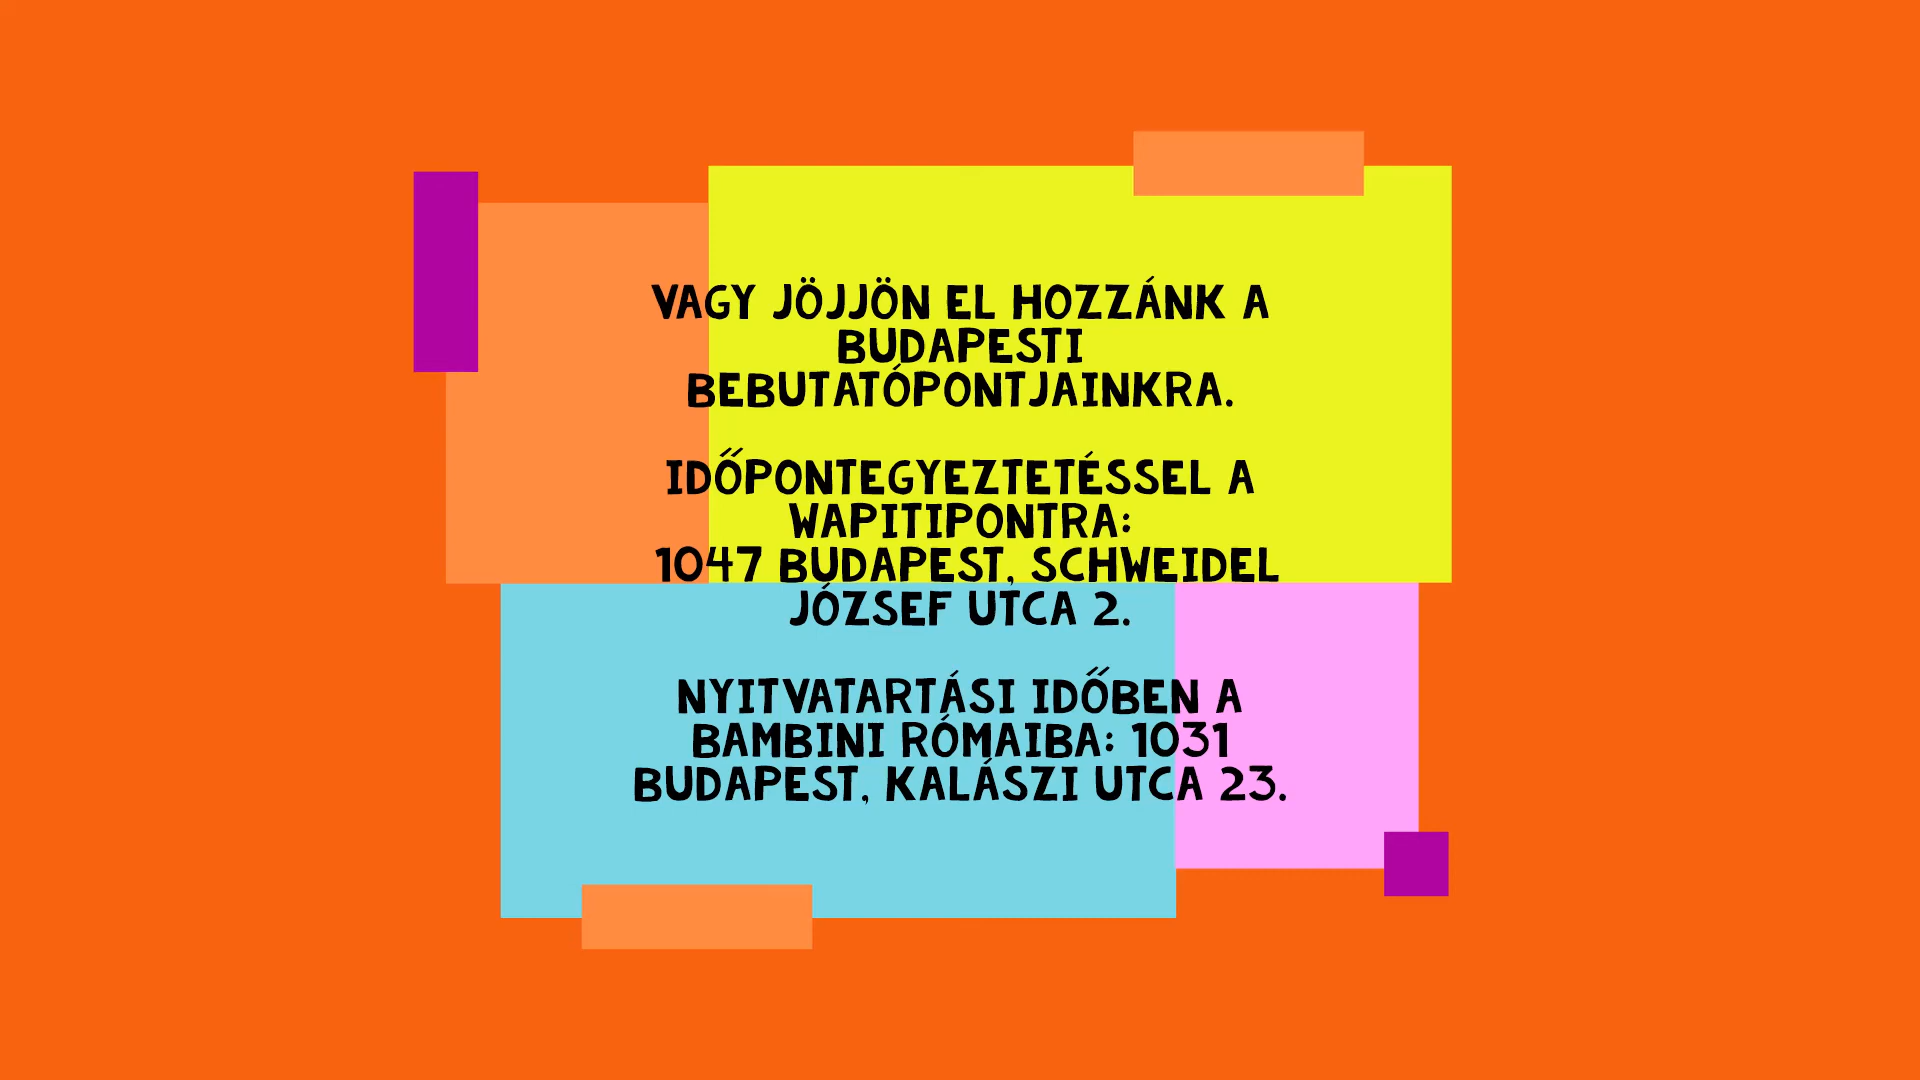 VAGY JÖJJÖN EL HOZZÁNK A
BUDAPESTI
BEBUTATÓPONTJAINKRA.
IDŐPONTEGYEZTETÉSSEL A
WAPITIPONTRA:
1047 BUDAPEST, SCHWEIDEL
JÓZSEF UTCA 2.
NYITVATARTÁSI IDŐBEN A
BAMBINI RÓMAIBA: 1031
BUDAPEST, KALÁSZI UTCA 23.